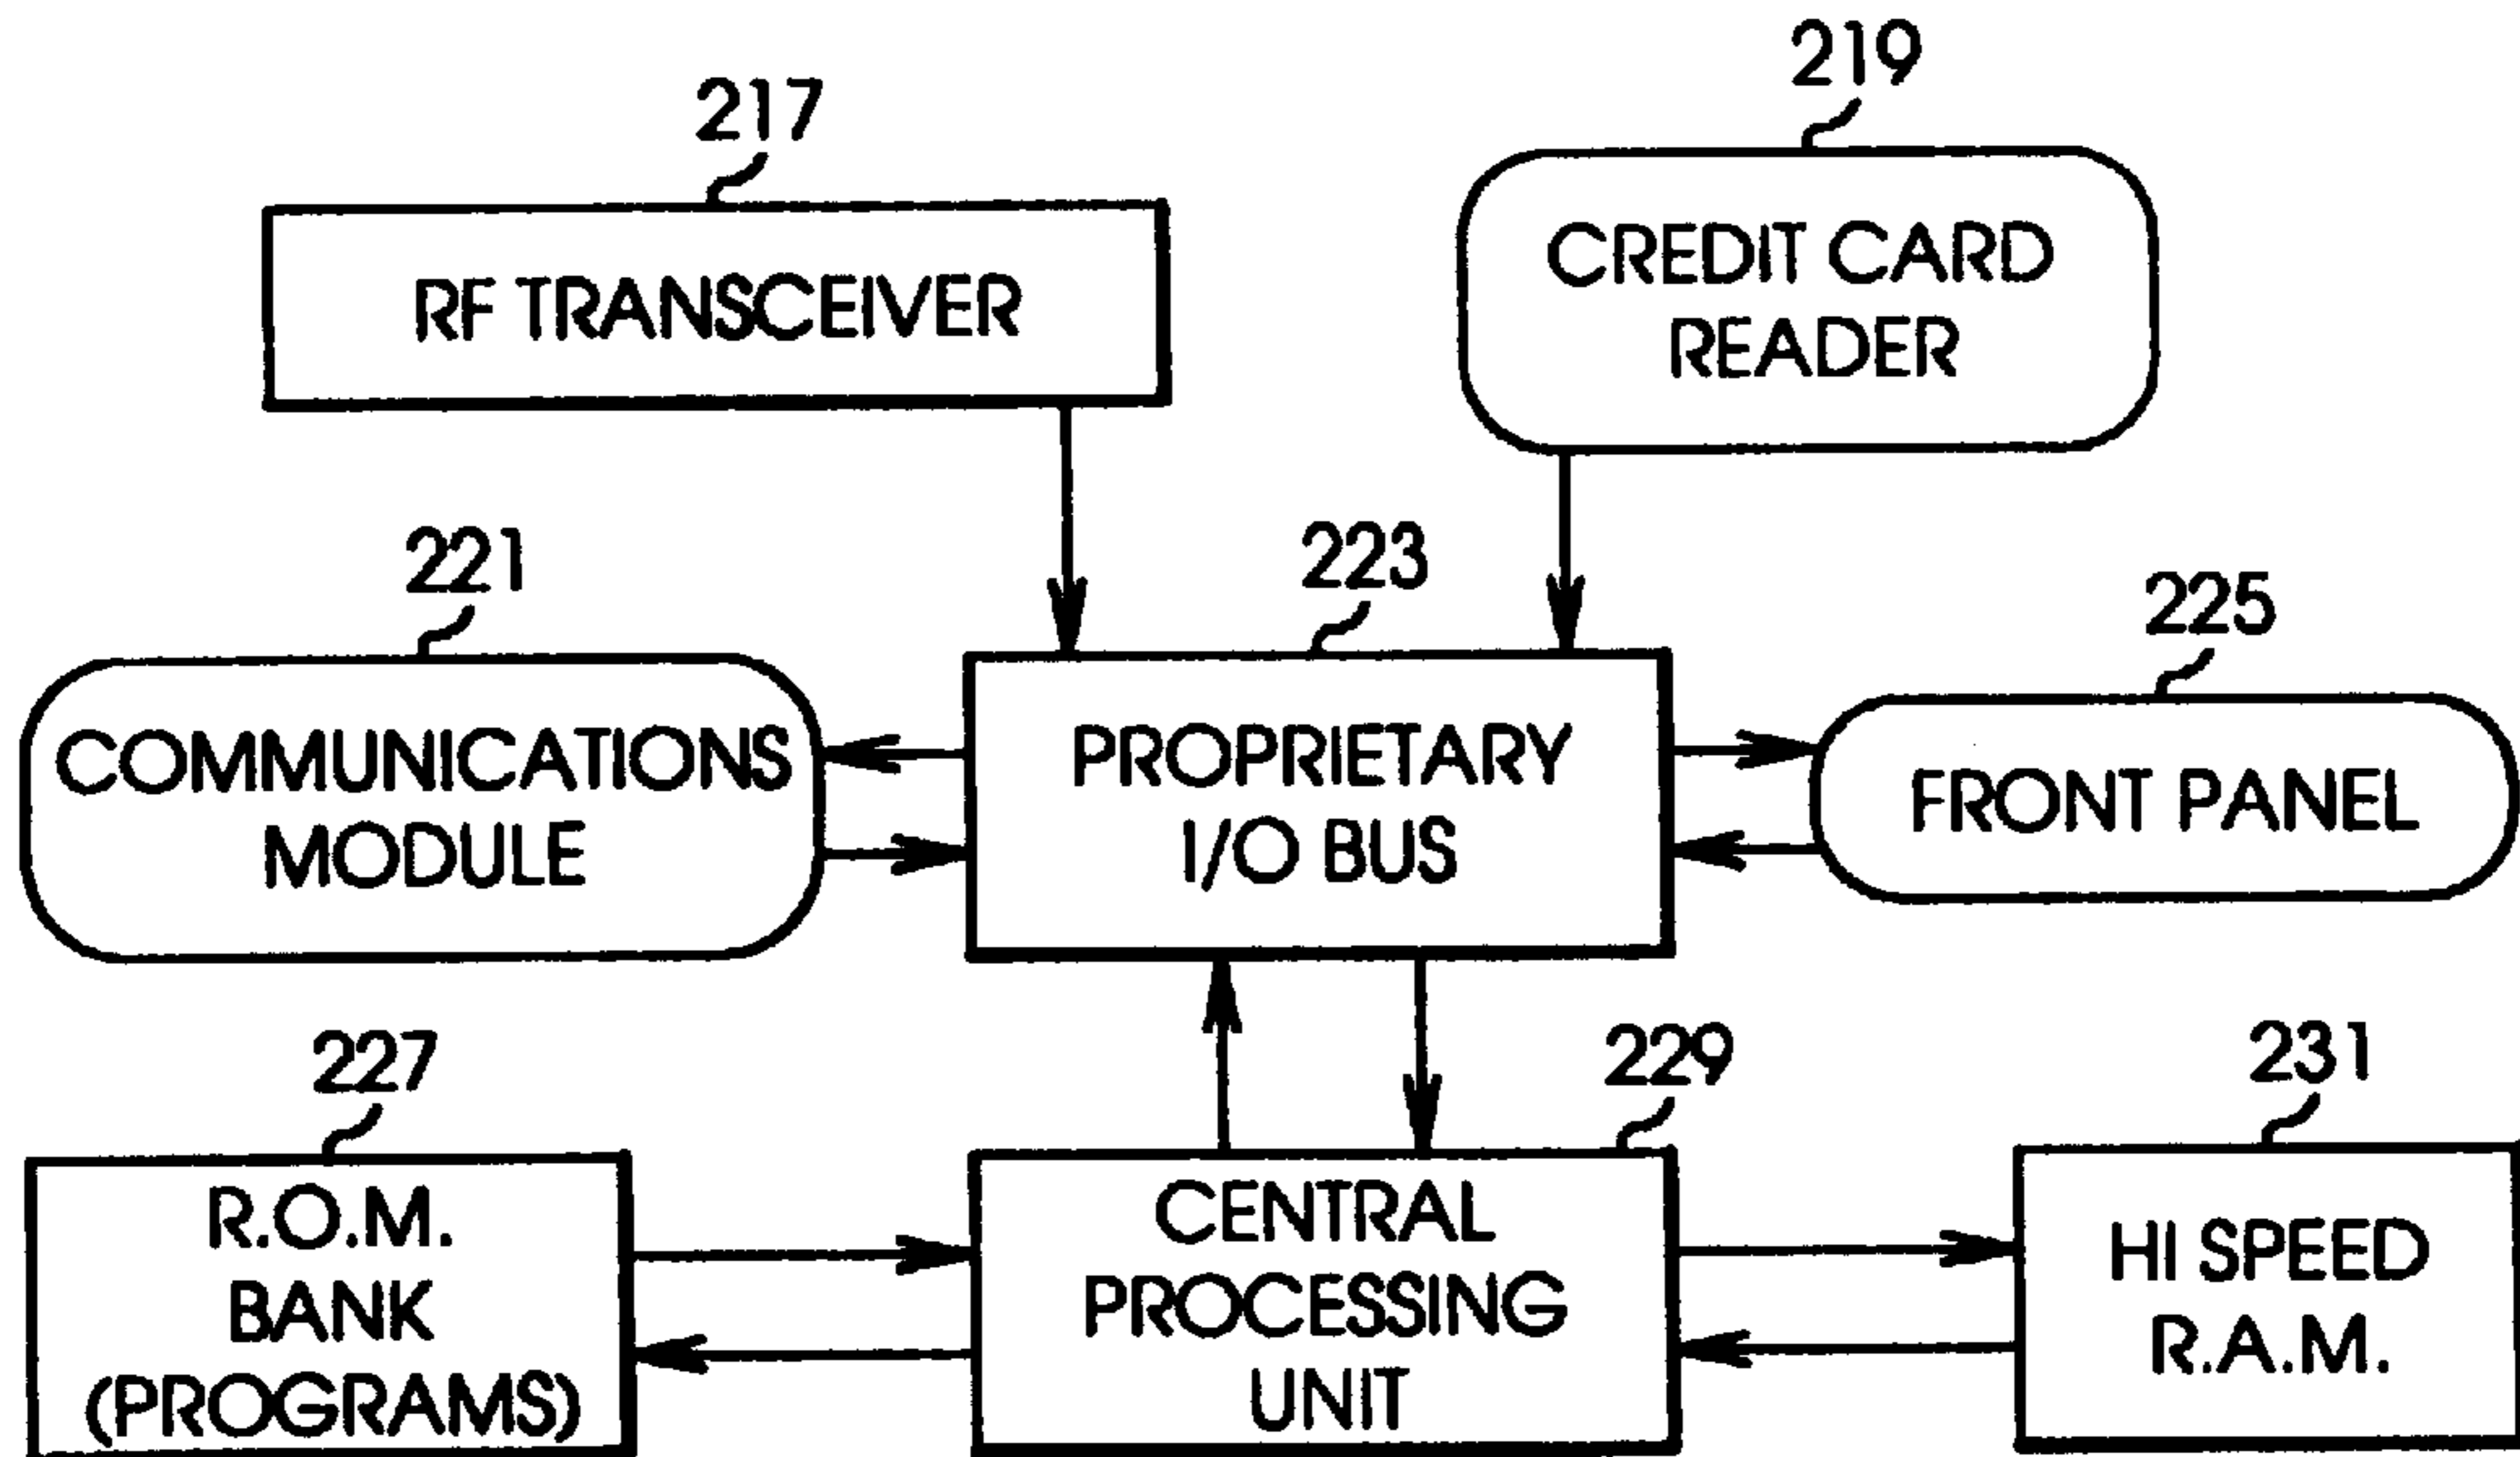 217
219
RF TRANSCEIVER
CREDIT CARD
READER
221
223
225
COMMUNICATIONS
MODULE
PROPRIETARY
I/O BUS
FRONT PANEL
227
229
231
R.O.M.
BANK
(PROGRAMS)
CENTRAL
PROCESSING
UNIT
HI SPEED
R.A.M.